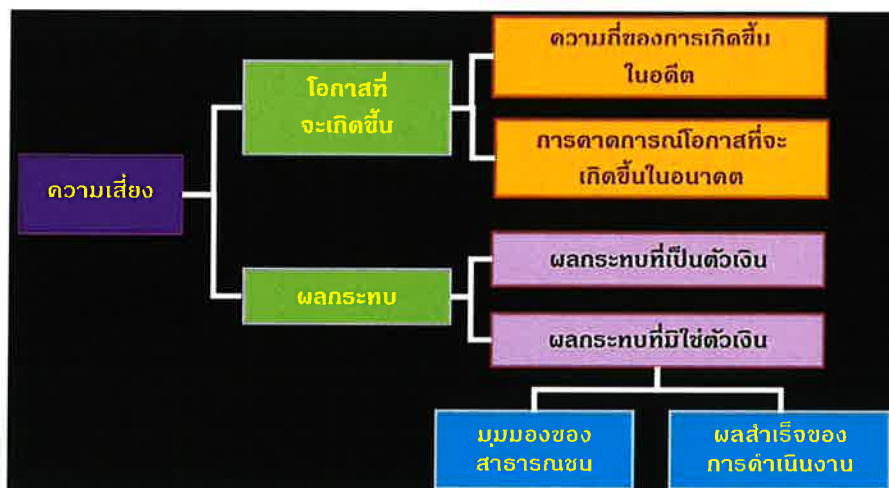 ความถี่ของการเกิดขึ้น
ในอดีต
โอกาสที่
จะเกิดขึ้น
การคาดการณ์โอกาสที่จะ
เกิดขึ้นในอนาคต
ความเสี่ยง
ผลกระทบที่เป็นตัวเงิน
ผลกระทบ
ผลกระทบที่มิใช่ตัวเงิน
มุมมองของ
สาธารณชน
ผลสำเร็จของ
การดำเนินงาน